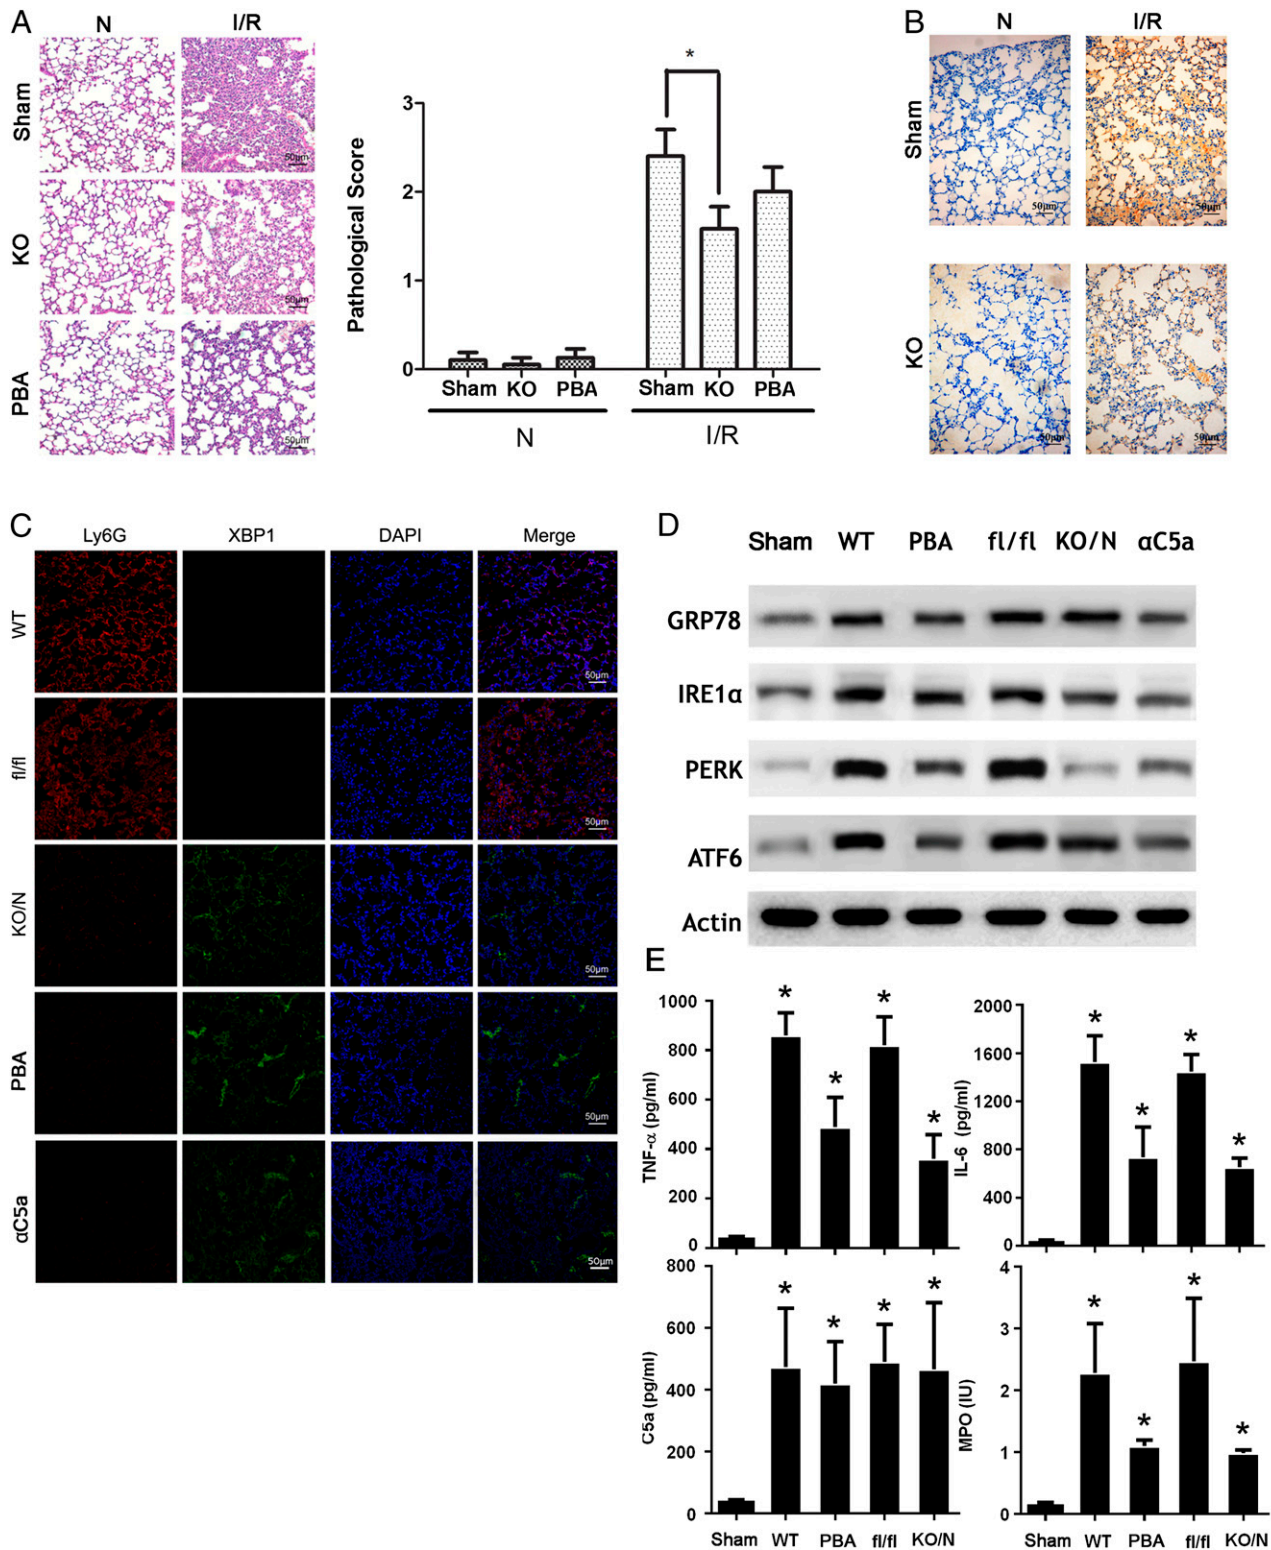 A
N
I/R
Sham
50μm
KO
50μm
PBA
50μm
Pathological Score
3
2
1
0
*
Sham KO PBA
Sham KO PBA
N
I/R
B
N
I/R
Sham
50μm
50μm
KO
50μm
50μm
C
Ly6G XBP1 DAPI Merge
WT
50μm
fl/fl
50μm
KO/N
50μm
PBA
50μm
αC5a
50μm
D
Sham WT PBA fl/fl KO/N αC5a
GRP78
IRE1α
PERK
ATF6
Actin
E
TNF-α (pg/ml)
1000
800
600
400
200
0
* * * *
IL-6 (pg/ml)
2000
1600
1200
800
400
0
* * * *
C5a (pg/ml)
800
600
400
200
0
* * * *
Sham WT PBA fl/fl KO/N
MPO (IU)
4
3
2
1
0
* * * *
Sham WT PBA fl/fl KO/N